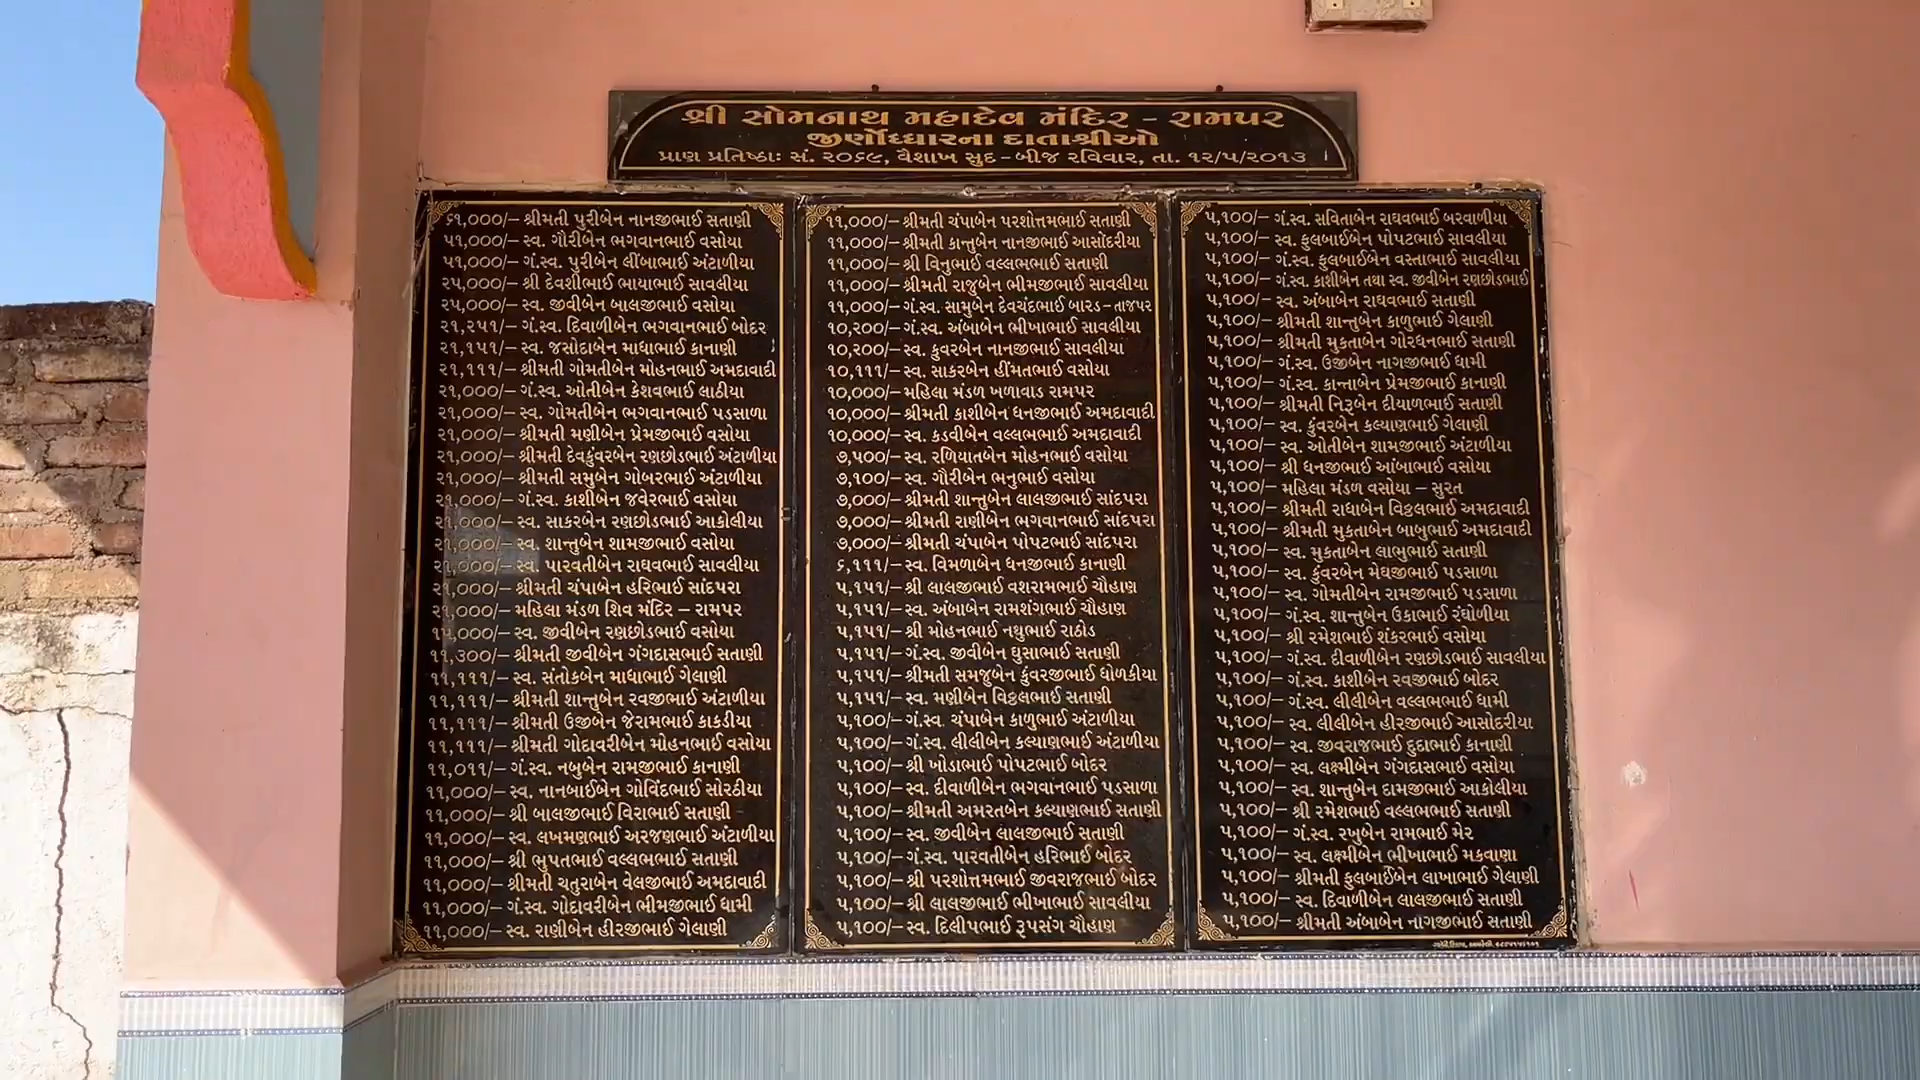 શ્રી સોમનાથ મહાદેવ મંદિર - રામપર
જીર્ણોધ્ધારના દાતાશ્રીઓ
પ્રાણ પ્રતિષ્ઠાઃ સં. ૨૦૬૯, વૈશાખ સુદ - બીજ રવિવાર, તા. ૧૨/૫/૨૦૧૩
૬૧,૦૦૦/– શ્રીમતી પુરીબેન નાનજીભાઈ સતાણી
૫૧,૦૦૦/– સ્વ. ગૌરીબેન ભગવાનભાઈ વસોયા
૫૧,૦૦૦/– ગં.સ્વ. પુરીબેન લીંબાભાઈ અંટાળીયા
૨૫,૦૦૦/– શ્રી દેવશીભાઈ ભાયાભાઈ સાવલીયા
૨૫,૦૦૦/– સ્વ. જીવીબેન બાલજીભાઈ વસોયા
૨૧,૨૫૧/– ગં.સ્વ. દિવાળીબેન ભગવાનભાઈ બોદર
૨૧,૧૫૧/– સ્વ. જસોદાબેન માધાભાઈ કાનાણી
૨૧,૧૧૧/– શ્રીમતી ગોમતીબેન મોહનભાઈ અમદાવાદી
૨૧,૦૦૦/– ગં.સ્વ. ઓતીબેન કેશવભાઈ લાઠીયા
૨૧,૦૦૦/– સ્વ. ગોમતીબેન ભગવાનભાઈ પડસાળા
૨૧,૦૦૦/– શ્રીમતી મણીબેન પ્રેમજીભાઈ વસોયા
૨૧,૦૦૦/– શ્રીમતી દેવકુંવરબેન રણછોડભાઈ અંટાળીયા
૨૧,૦૦૦/– શ્રીમતી સમુબેન ગોબરભાઈ અંટાળીયા
૨૧,૦૦૦/– ગં.સ્વ. કાશીબેન જવેરભાઈ વસોયા
૨૧,૦૦૦/– સ્વ. સાકરબેન રણછોડભાઈ આકોલીયા
૨૧,૦૦૦/– સ્વ. શાન્તુબેન શામજીભાઈ વસોયા
૨૧,૦૦૦/– સ્વ. પારવતીબેન રાઘવભાઈ સાવલીયા
૨૧,૦૦૦/– શ્રીમતી ચંપાબેન હરિભાઈ સાંદપરા
૨૧,૦૦૦/– મહિલા મંડળ શિવ મંદિર – રામપર
૧૫,૦૦૦/– સ્વ. જીવીબેન રણછોડભાઈ વસોયા
૧૧,૩૦૦/– શ્રીમતી જીવીબેન ગંગદાસભાઈ સતાણી
૧૧,૧૧૧/– સ્વ. સંતોકબેન માધાભાઈ ગેલાણી
૧૧,૧૧૧/– શ્રીમતી શાન્તુબેન રવજીભાઈ અંટાળીયા
૧૧,૧૧૧/– શ્રીમતી ઉજીબેન જેરામભાઈ કાકડીયા
૧૧,૧૧૧/– શ્રીમતી ગોદાવરીબેન મોહનભાઈ વસોયા
૧૧,૦૧૧/– ગં.સ્વ. નબુબેન રામજીભાઈ કાનાણી
૧૧,૦૦૦/– સ્વ. નાનબાઈબેન ગોવિંદભાઈ સોરઠીયા
૧૧,૦૦૦/– શ્રી બાલજીભાઈ વિરાભાઈ સતાણી
૧૧,૦૦૦/– સ્વ. લખમણભાઈ અરજણભાઈ અંટાળીયા
૧૧,૦૦૦/– શ્રી ભુપતભાઈ વલ્લભભાઈ સતાણી
૧૧,૦૦૦/– શ્રીમતી ચતુરાબેન વેલજીભાઈ અમદાવાદી
૧૧,૦૦૦/– ગં.સ્વ. ગોદાવરીબેન ભીમજીભાઈ ધામી
૧૧,૦૦૦/– સ્વ. રાણીબેન હીરજીભાઈ ગેલાણી
૧૧,૦૦૦/– શ્રીમતી ચંપાબેન પરશોત્તમભાઈ સતાણી
૧૧,૦૦૦/– શ્રીમતી કાન્તુબેન નાનજીભાઈ આસોદરીયા
૧૧,૦૦૦/– શ્રી વિનુભાઈ વલ્લભભાઈ સતાણી
૧૧,૦૦૦/– શ્રીમતી રાજુબેન ભીમજીભાઈ સાવલીયા
૧૧,૦૦૦/– ગં.સ્વ. સામુબેન દેવચંદભાઈ બારડ – તાજપર
૧૦,૨૦૦/– ગં.સ્વ. અંબાબેન ભીખાભાઈ સાવલીયા
૧૦,૨૦૦/– સ્વ. કુંવરબેન નાનજીભાઈ સાવલીયા
૧૦,૧૧૧/– સ્વ. સાકરબેન હીંમતભાઈ વસોયા
૧૦,૦૦૦/– મહિલા મંડળ ખળાવાડ રામપર
૧૦,૦૦૦/– શ્રીમતી કાશીબેન ધનજીભાઈ અમદાવાદી
૧૦,૦૦૦/– સ્વ. કડવીબેન વલ્લભભાઈ અમદાવાદી
૭,૫૦૦/– સ્વ. રળિયાતબેન મોહનભાઈ વસોયા
૭,૧૦૦/– સ્વ. ગૌરીબેન ભનુભાઈ વસોયા
૭,૦૦૦/– શ્રીમતી શાન્તુબેન લાલજીભાઈ સાંદપરા
૭,૦૦૦/– શ્રીમતી રાણીબેન ભગવાનભાઈ સાંદપરા
૭,૦૦૦/– શ્રીમતી ચંપાબેન પોપટભાઈ સાંદપરા
૬,૧૧૧/– સ્વ. વિમળાબેન ધનજીભાઈ કાનાણી
૫,૧૫૧/– શ્રી લાલજીભાઈ વશરામભાઈ ચૌહાણ
૫,૧૫૧/– સ્વ. અંબાબેન રામશંગભાઈ ચૌહાણ
૫,૧૫૧/– શ્રી મોહનભાઈ નથુભાઈ રાઠોડ
૫,૧૫૧/– ગં.સ્વ. જીવીબેન ઘુસાભાઈ સતાણી
૫,૧૫૧/– શ્રીમતી સમજુબેન કુંવરજીભાઈ ધોળકીયા
૫,૧૫૧/– સ્વ. મણીબેન વિઠ્ઠલભાઈ સતાણી
૫,૧૦૦/– ગં.સ્વ. ચંપાબેન કાળુભાઈ અંટાળીયા
૫,૧૦૦/– ગં.સ્વ. લીલીબેન કલ્યાણભાઈ અંટાળીયા
૫,૧૦૦/– શ્રી ખોડાભાઈ પોપટભાઈ બોદર
૫,૧૦૦/– સ્વ. દીવાળીબેન ભગવાનભાઈ પડસાળા
૫,૧૦૦/– શ્રીમતી અમરતબેન કલ્યાણભાઈ સતાણી
૫,૧૦૦/– સ્વ. જીવીબેન લાલજીભાઈ સતાણી
૫,૧૦૦/– ગં.સ્વ. પારવતીબેન હરિભાઈ બોદર
૫,૧૦૦/– શ્રી પરશોત્તમભાઈ જીવરાજભાઈ બોદર
૫,૧૦૦/– શ્રી લાલજીભાઈ ભીખાભાઈ સાવલીયા
૫,૧૦૦/– સ્વ. દિલીપભાઈ રૂપસંગ ચૌહાણ
૫,૧૦૦/– ગં.સ્વ. સવિતાબેન રાઘવભાઈ બરવાળીયા
૫,૧૦૦/– સ્વ. ફુલબાઈબેન પોપટભાઈ સાવલીયા
૫,૧૦૦/– ગં.સ્વ. ફુલબાઈબેન વસ્તાભાઈ સાવલીયા
૫,૧૦૦/– ગં.સ્વ. કાશીબેન તથા સ્વ. જીવીબેન રણછોડભાઈ
૫,૧૦૦/– સ્વ. અંબાબેન રાઘવભાઈ સતાણી
૫,૧૦૦/– શ્રીમતી શાન્તુબેન કાળુભાઈ ગેલાણી
૫,૧૦૦/– શ્રીમતી મુકતાબેન ગોરધનભાઈ સતાણી
૫,૧૦૦/– ગં.સ્વ. ઉજીબેન નાગજીભાઈ ધામી
૫,૧૦૦/– ગં.સ્વ. કાન્તાબેન પ્રેમજીભાઈ કાનાણી
૫,૧૦૦/– શ્રીમતી નિરૂબેન દીયાળભાઈ સતાણી
૫,૧૦૦/– સ્વ. કુંવરબેન કલ્યાણભાઈ ગેલાણી
૫,૧૦૦/– સ્વ. ઓતીબેન શામજીભાઈ અંટાળીયા
૫,૧૦૦/– શ્રી ધનજીભાઈ આંબાભાઈ વસોયા
૫,૧૦૦/– મહિલા મંડળ વસોયા – સુરત
૫,૧૦૦/– શ્રીમતી રાધાબેન વિઠ્ઠલભાઈ અમદાવાદી
૫,૧૦૦/– શ્રીમતી મુકતાબેન બાબુભાઈ અમદાવાદી
૫,૧૦૦/– સ્વ. મુકતાબેન લાભુભાઈ સતાણી
૫,૧૦૦/– સ્વ. કુંવરબેન મેઘજીભાઈ પડસાળા
૫,૧૦૦/– સ્વ. ગોમતીબેન રામજીભાઈ પડસાળા
૫,૧૦૦/– ગં.સ્વ. શાન્તુબેન ઉકાભાઈ રંઘોળીયા
૫,૧૦૦/– શ્રી રમેશભાઈ શંકરભાઈ વસોયા
૫,૧૦૦/– ગં.સ્વ. દીવાળીબેન રણછોડભાઈ સાવલીયા
૫,૧૦૦/– ગં.સ્વ. કાશીબેન રવજીભાઈ બોદર
૫,૧૦૦/– ગં.સ્વ. લીલીબેન વલ્લભભાઈ ધામી
૫,૧૦૦/– સ્વ. લીલીબેન હીરજીભાઈ આસોદરીયા
૫,૧૦૦/– સ્વ. જીવરાજભાઈ દુદાભાઈ કાનાણી
૫,૧૦૦/– સ્વ. લક્ષ્મીબેન ગંગદાસભાઈ વસોયા
૫,૧૦૦/– સ્વ. શાન્તુબેન દામજીભાઈ આકોલીયા
૫,૧૦૦/– શ્રી રમેશભાઈ વલ્લભભાઈ સતાણી
૫,૧૦૦/– ગં.સ્વ. રખુબેન રામભાઈ મેર
૫,૧૦૦/– સ્વ. લક્ષ્મીબેન ભીખાભાઈ મકવાણા
૫,૧૦૦/– શ્રીમતી ફુલબાઈબેન લાખાભાઈ ગેલાણી
૫,૧૦૦/– સ્વ. દિવાળીબેન લાલજીભાઈ સતાણી
૫,૧૦૦/– શ્રીમતી અંબાબેન નાગજીભાઈ સતાણી